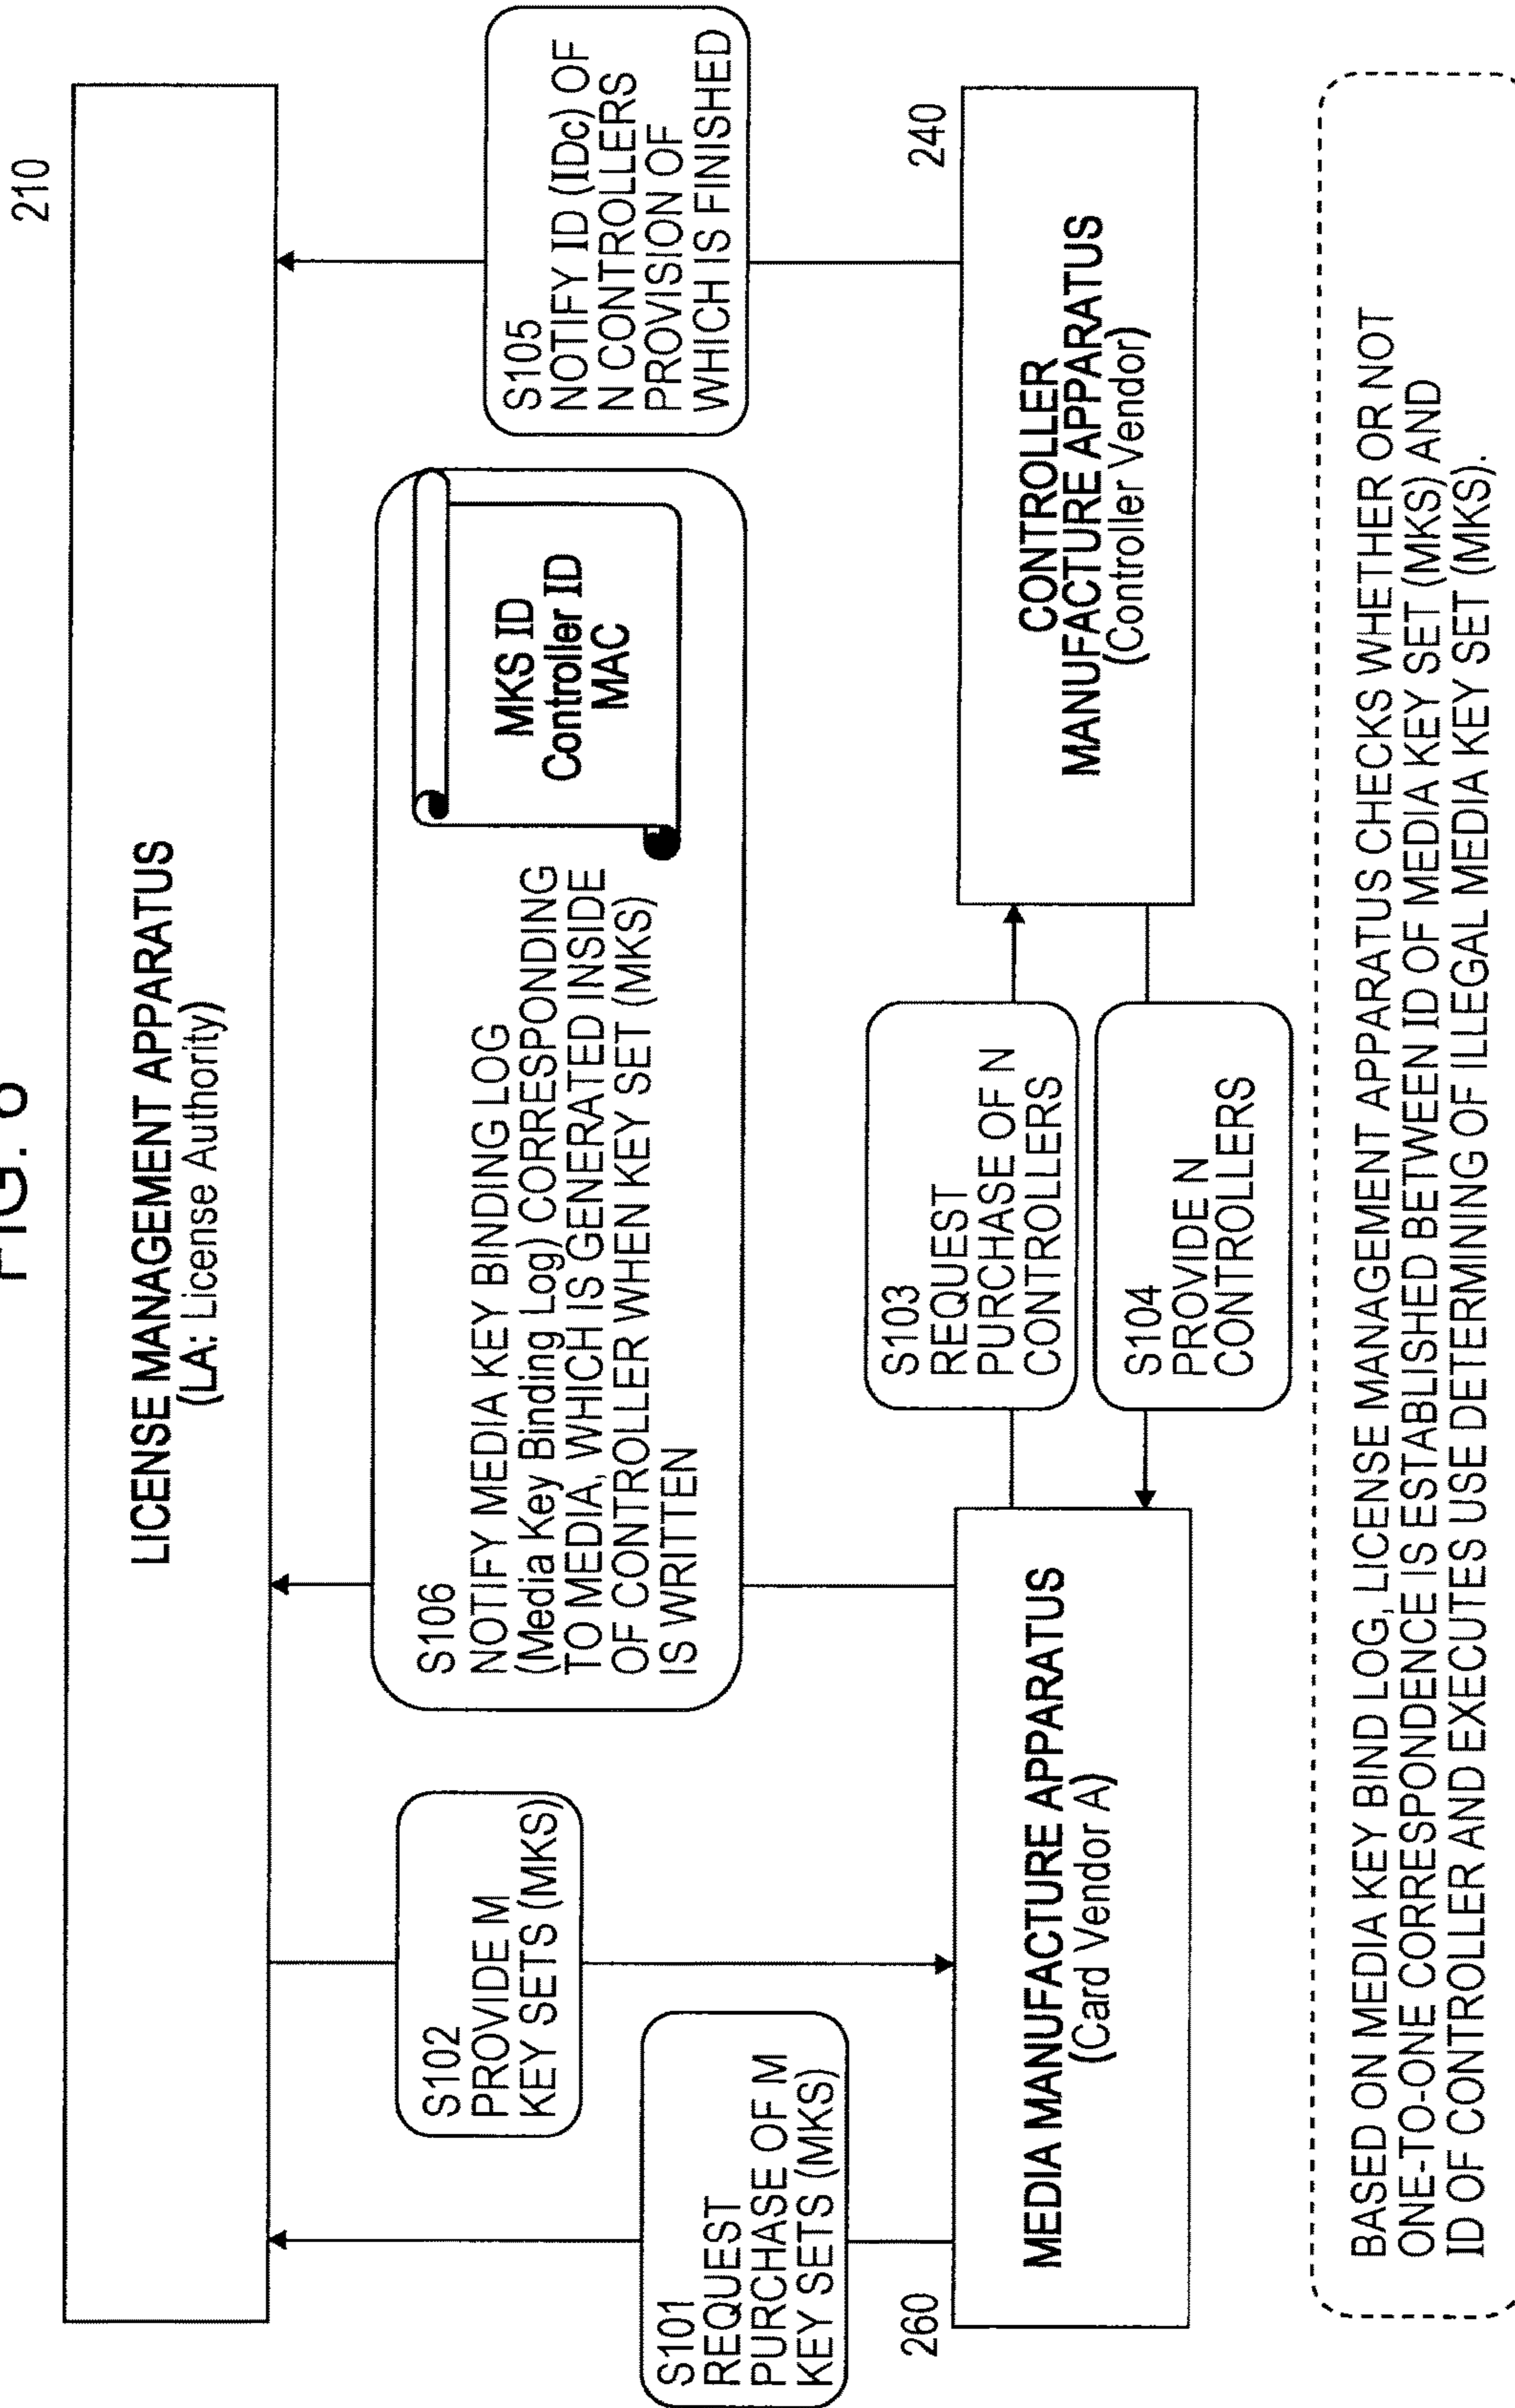 FIG. 8
210
LICENSE MANAGEMENT APPARATUS
(LA: License Authority)
S101
REQUEST
PURCHASE OF M
KEY SETS (MKS)
S102
PROVIDE M
KEY SETS (MKS)
S106
NOTIFY MEDIA KEY BINDING LOG
(Media Key Binding Log) CORRESPONDING
TO MEDIA, WHICH IS GENERATED INSIDE
OF CONTROLLER WHEN KEY SET (MKS)
IS WRITTEN
MKS ID
Controller ID
MAC
S105
NOTIFY ID (IDc) OF
N CONTROLLERS
PROVISION OF
WHICH IS FINISHED
260
MEDIA MANUFACTURE APPARATUS
(Card Vendor A)
S103
REQUEST
PURCHASE OF N
CONTROLLERS
S104
PROVIDE N
CONTROLLERS
240
CONTROLLER
MANUFACTURE APPARATUS
(Controller Vendor)
BASED ON MEDIA KEY BIND LOG, LICENSE MANAGEMENT APPARATUS CHECKS WHETHER OR NOT
ONE-TO-ONE CORRESPONDENCE IS ESTABLISHED BETWEEN ID OF MEDIA KEY SET (MKS) AND
ID OF CONTROLLER AND EXECUTES USE DETERMINING OF ILLEGAL MEDIA KEY SET (MKS).